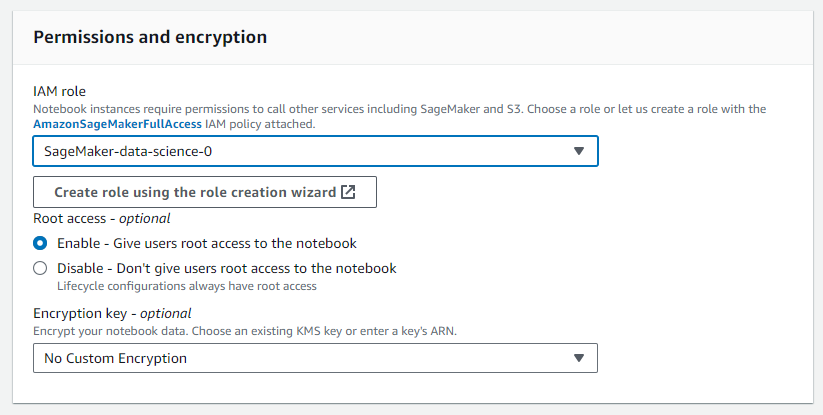 Permissions and encryption
IAM role
Notebook instances require permissions to call other services including SageMaker and S3. Choose a role or let us create a role with the
AmazonSageMakerFullAccess IAM policy attached.
SageMaker-data-science-0
Create role using the role creation wizard
Root access - optional
Enable - Give users root access to the notebook
Disable - Don't give users root access to the notebook
Lifecycle configurations always have root access
Encryption key - optional
Encrypt your notebook data. Choose an existing KMS key or enter a key's ARN.
No Custom Encryption